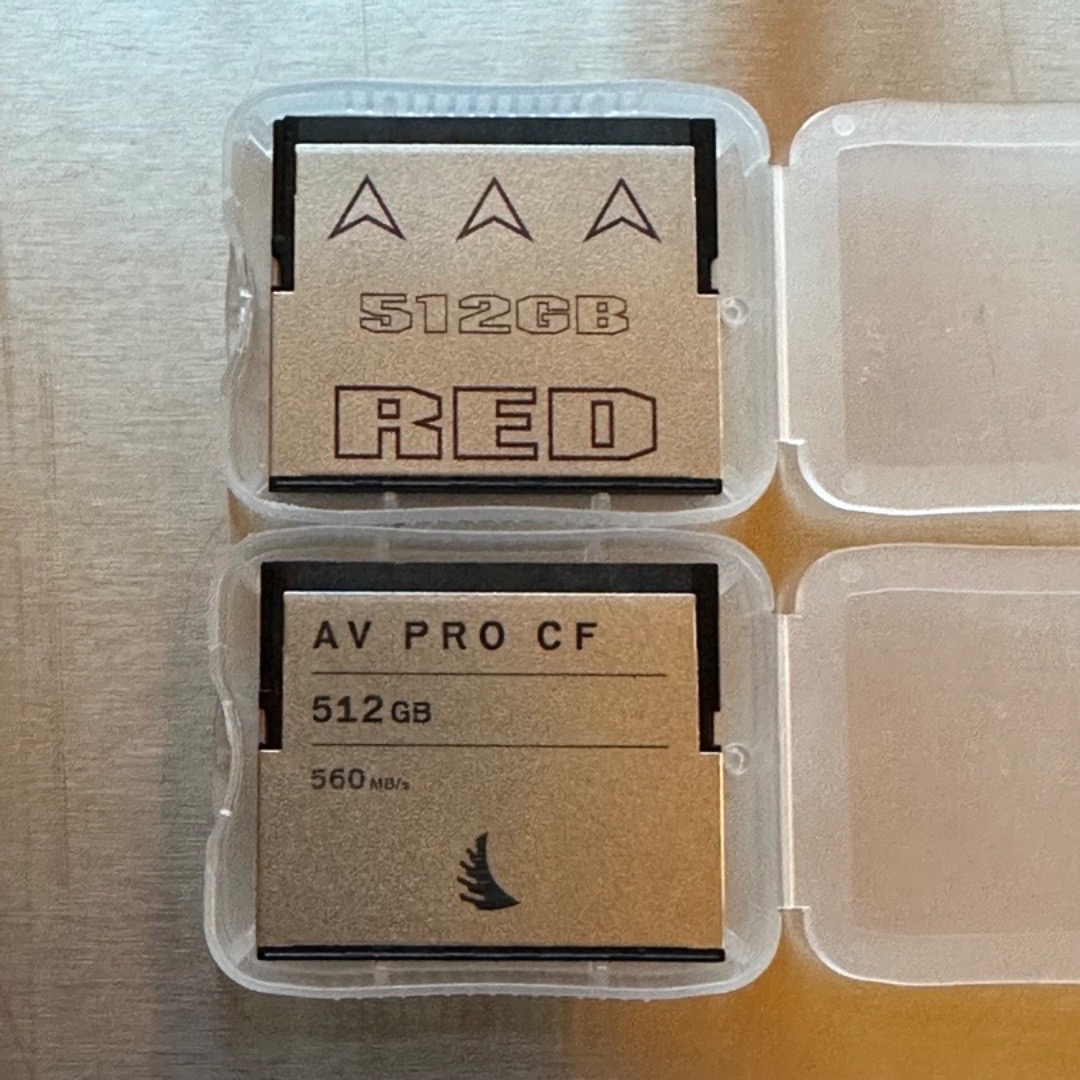 512GB
RED
AV PRO CF
512GB
560MB/s